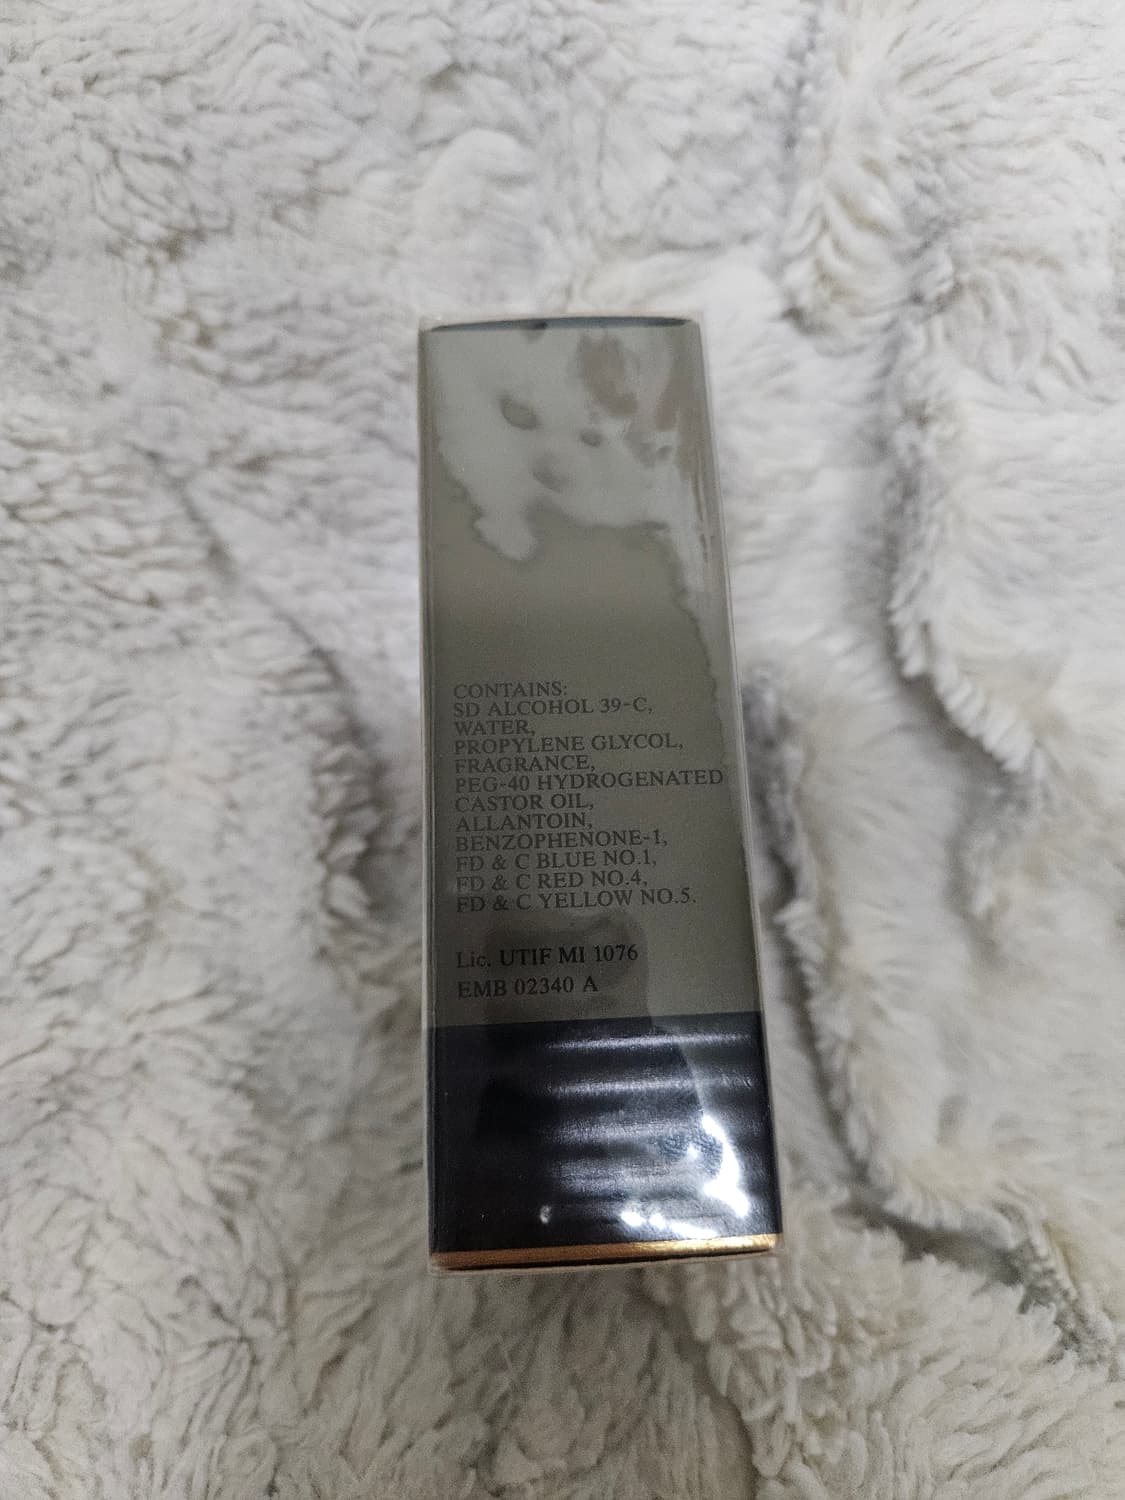 CONTAINS:
SD ALCOHOL 39-C,
WATER,
PROPYLENE GLYCOL,
FRAGRANCE,
PEG-40 HYDROGENATED
CASTOR OIL,
ALLANTOIN,
BENZOPHENONE-1,
FD & C BLUE NO.1,
FD & C RED NO.4,
FD & C YELLOW NO.5.
Lic. UTIF MI 1076
EMB 02340 A